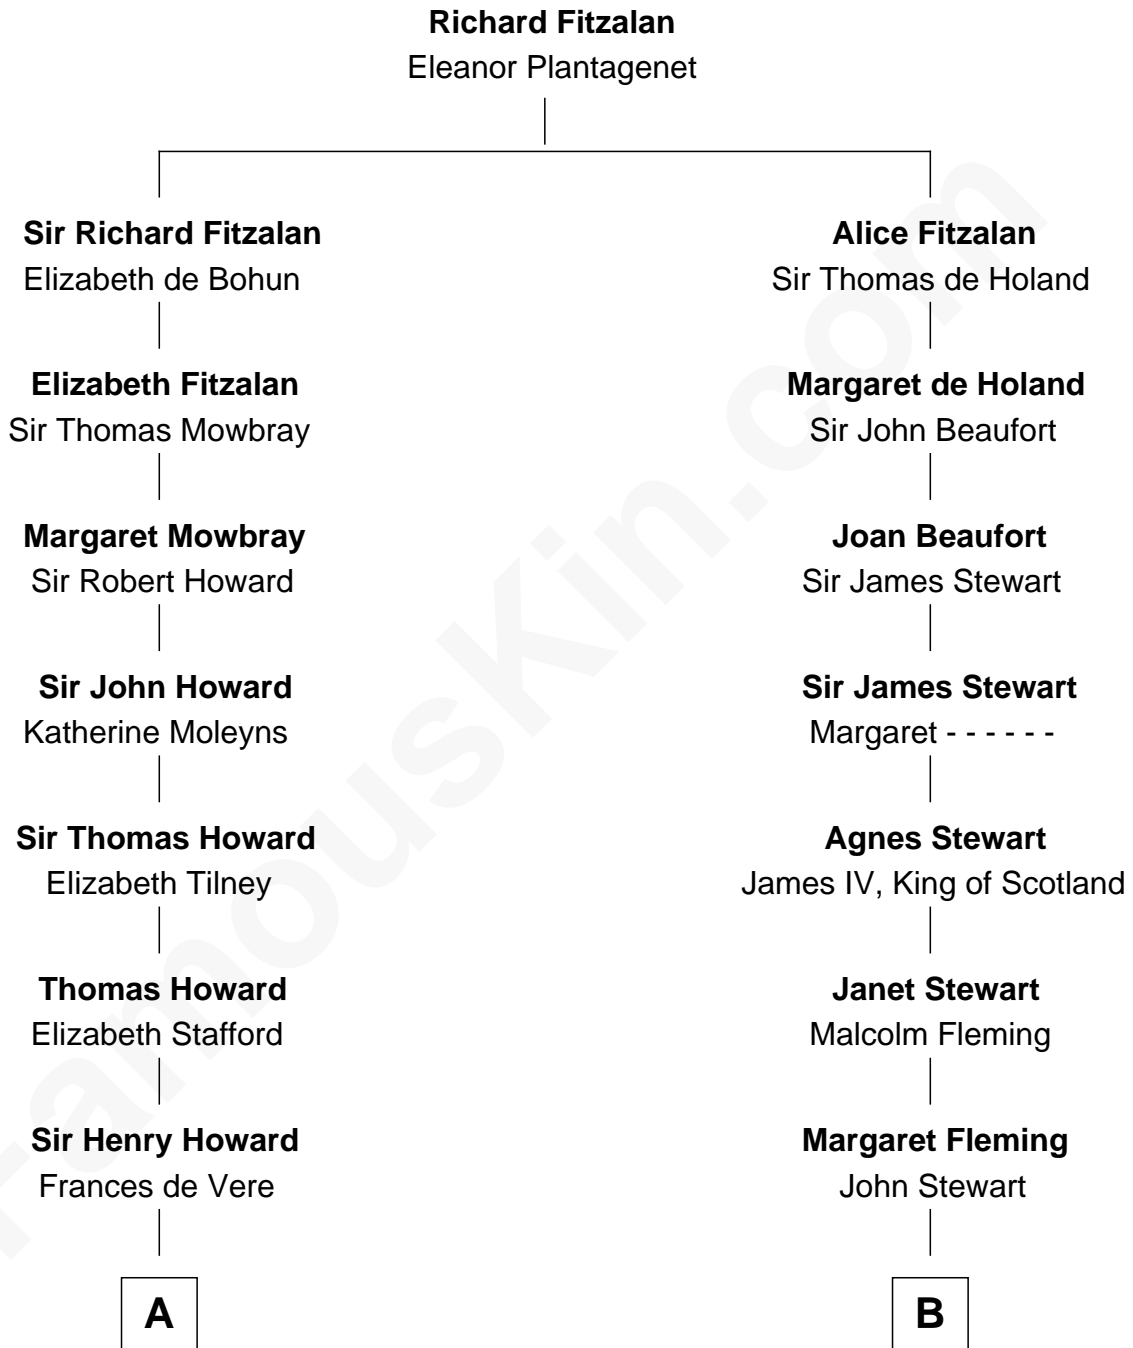 Richard Fitzalan
Eleanor Plantagenet
Sir Richard Fitzalan
Elizabeth de Bohun
Elizabeth Fitzalan
Sir Thomas Mowbray
Margaret Mowbray
Sir Robert Howard
Sir John Howard
Katherine Moleyns
Sir Thomas Howard
Elizabeth Tilney
Thomas Howard
Elizabeth Stafford
Sir Henry Howard
Frances de Vere
A
Alice Fitzalan
Sir Thomas de Holand
Margaret de Holand
Sir John Beaufort
Joan Beaufort
Sir James Stewart
Sir James Stewart
Margaret - - - - - -
Agnes Stewart
James IV, King of Scotland
Janet Stewart
Malcolm Fleming
Margaret Fleming
John Stewart
B
FamousKin.com